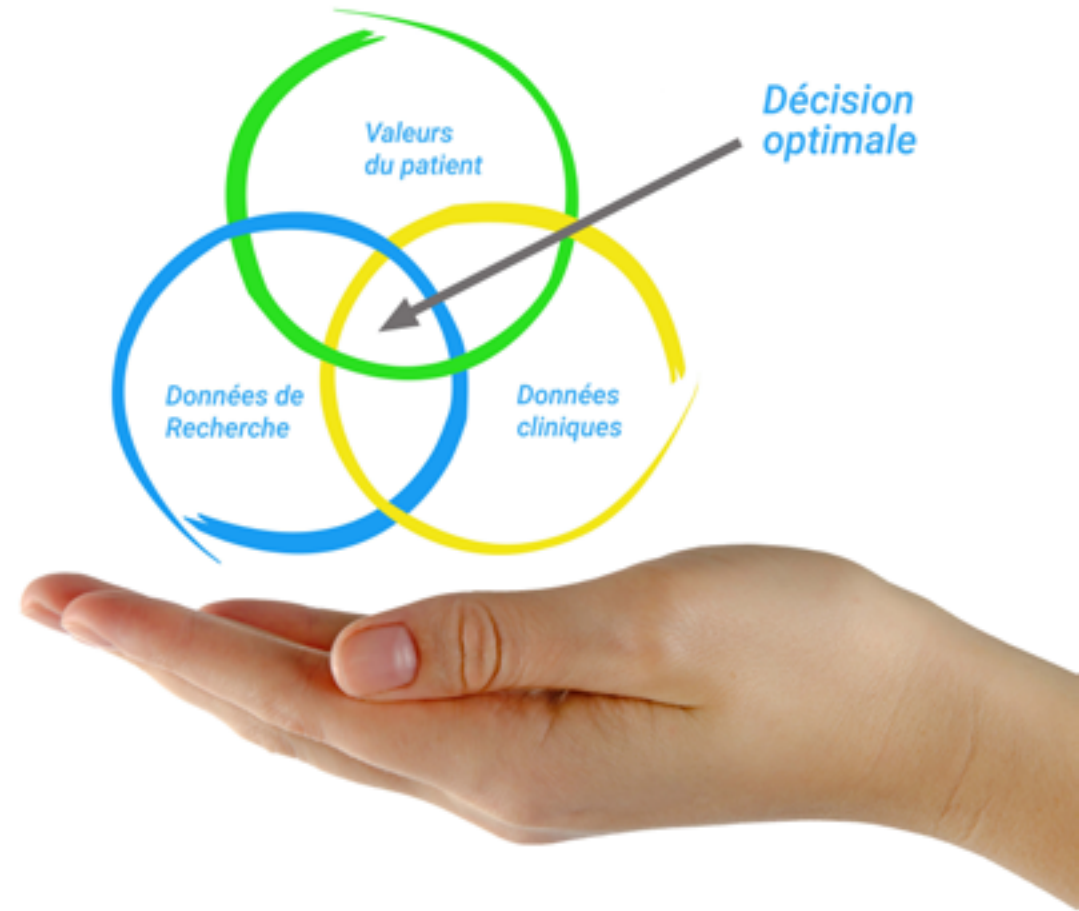 Valeurs
du patient
Décision
optimale
Données de
Recherche
Données
cliniques